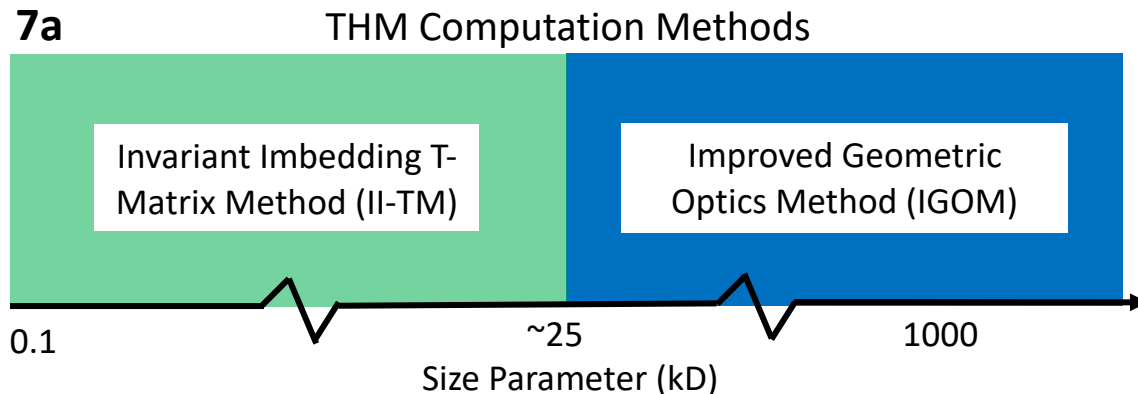 7a
THM Computation Methods
Invariant Imbedding T-
Matrix Method (II-TM)
Improved Geometric
Optics Method (IGOM)
0.1
~25
1000
Size Parameter (kD)